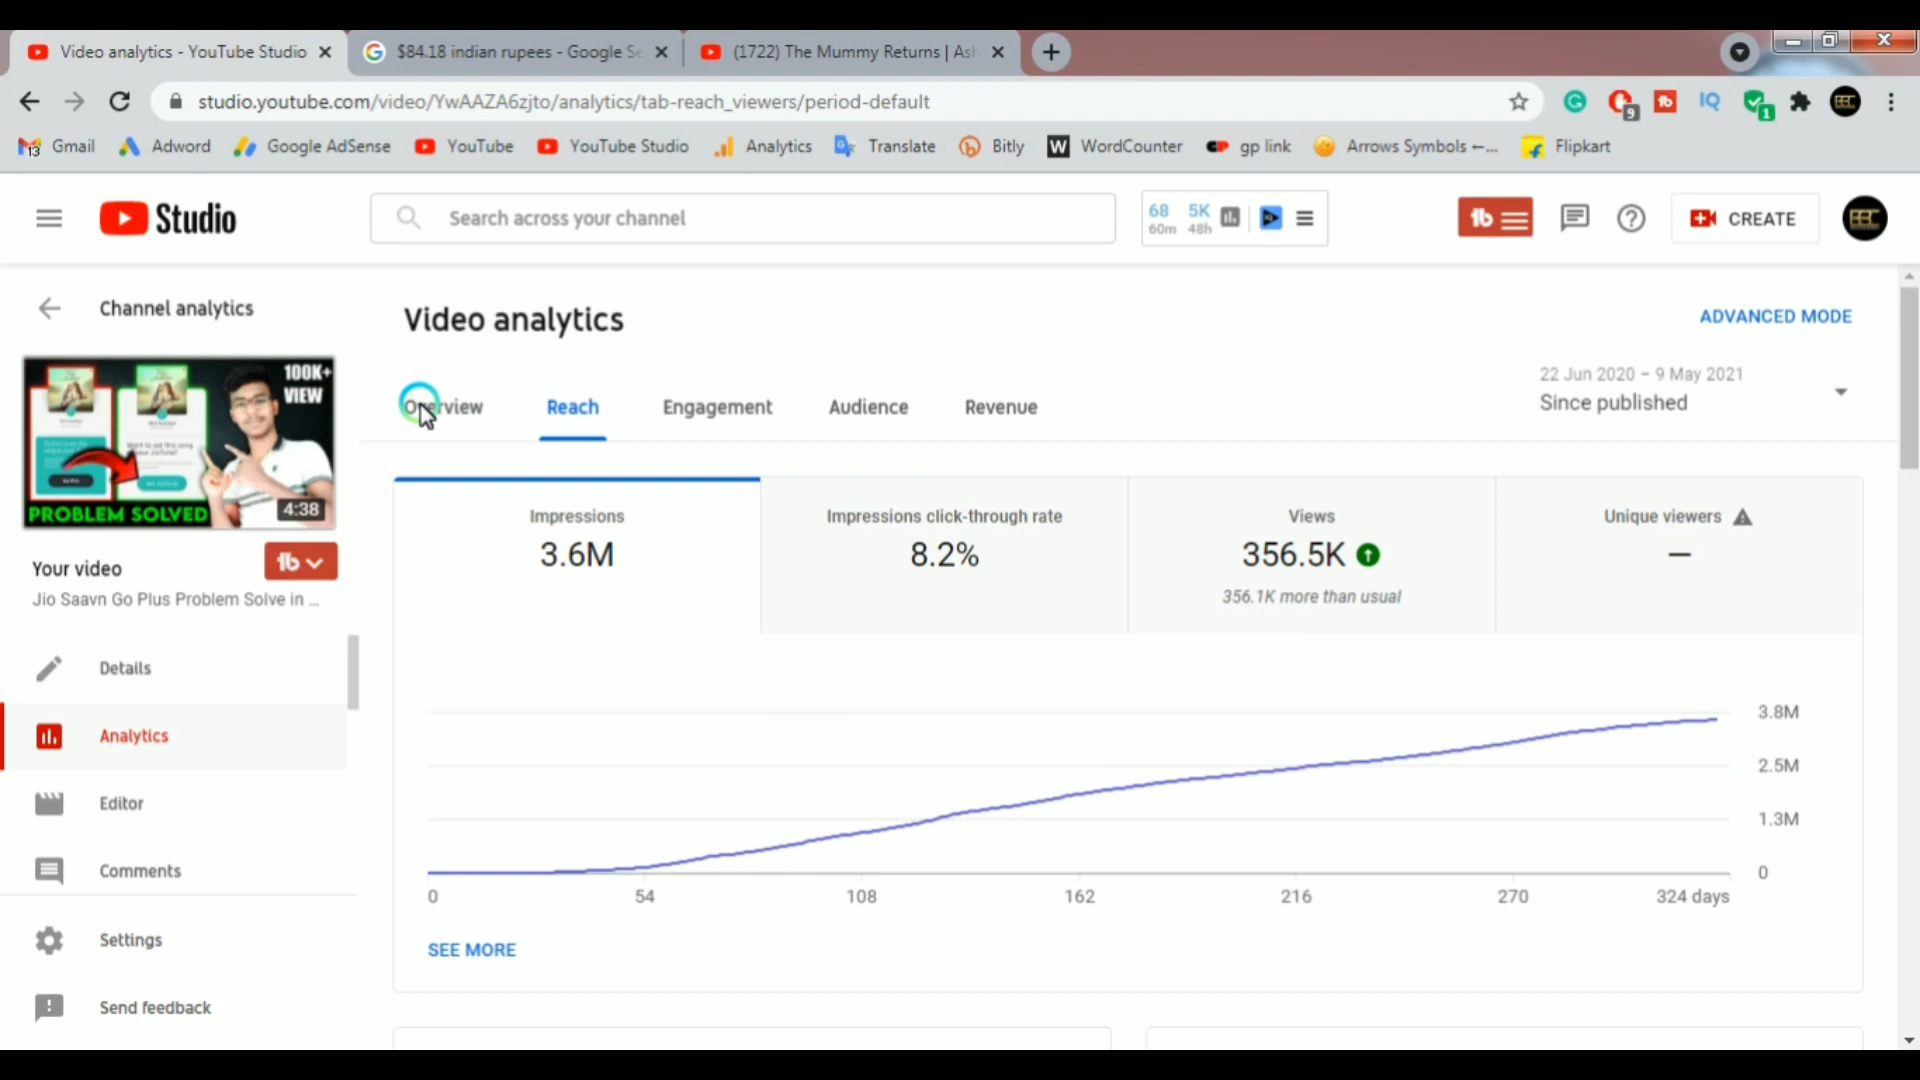 Video analytics - YouTube Studio
$84.18 indian rupees - Google Se
(1722) The Mummy Returns | Ash
studio.youtube.com/video/YwAAZA6zjto/analytics/tab-reach_viewers/period-default
9
1
13 Gmail
Adword
Google AdSense
YouTube
YouTube Studio
Analytics
Translate
Bitly
WordCounter
gp link
Arrows Symbols ←...
Flipkart
Studio
Search across your channel
68 5K
60m 48h
CREATE
Channel analytics
Video analytics
ADVANCED MODE
22 Jun 2020 – 9 May 2021
Since published
Overview
Reach
Engagement
Audience
Revenue
100K+
VIEW
PROBLEM SOLVED
4:38
Your video
Jio Saavn Go Plus Problem Solve in ...
Details
Analytics
Editor
Comments
Settings
Send feedback
Impressions
3.6M
Impressions click-through rate
8.2%
Views
356.5K
356.1K more than usual
Unique viewers
—
3.8M
2.5M
1.3M
0
0 54 108 162 216 270 324 days
SEE MORE